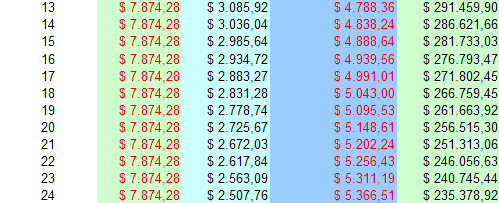 13 $ 7.874,28 $ 3.085,92 $ 4.788,36 $ 291.459,90
14 $ 7.874,28 $ 3.036,04 $ 4.838,24 $ 286.621,66
15 $ 7.874,28 $ 2.985,64 $ 4.888,64 $ 281.733,03
16 $ 7.874,28 $ 2.934,72 $ 4.939,56 $ 276.793,47
17 $ 7.874,28 $ 2.883,27 $ 4.991,01 $ 271.802,45
18 $ 7.874,28 $ 2.831,28 $ 5.043,00 $ 266.759,45
19 $ 7.874,28 $ 2.778,74 $ 5.095,53 $ 261.663,92
20 $ 7.874,28 $ 2.725,67 $ 5.148,61 $ 256.515,30
21 $ 7.874,28 $ 2.672,03 $ 5.202,24 $ 251.313,06
22 $ 7.874,28 $ 2.617,84 $ 5.256,43 $ 246.056,63
23 $ 7.874,28 $ 2.563,09 $ 5.311,19 $ 240.745,44
24 $ 7.874,28 $ 2.507,76 $ 5.366,51 $ 235.378,92